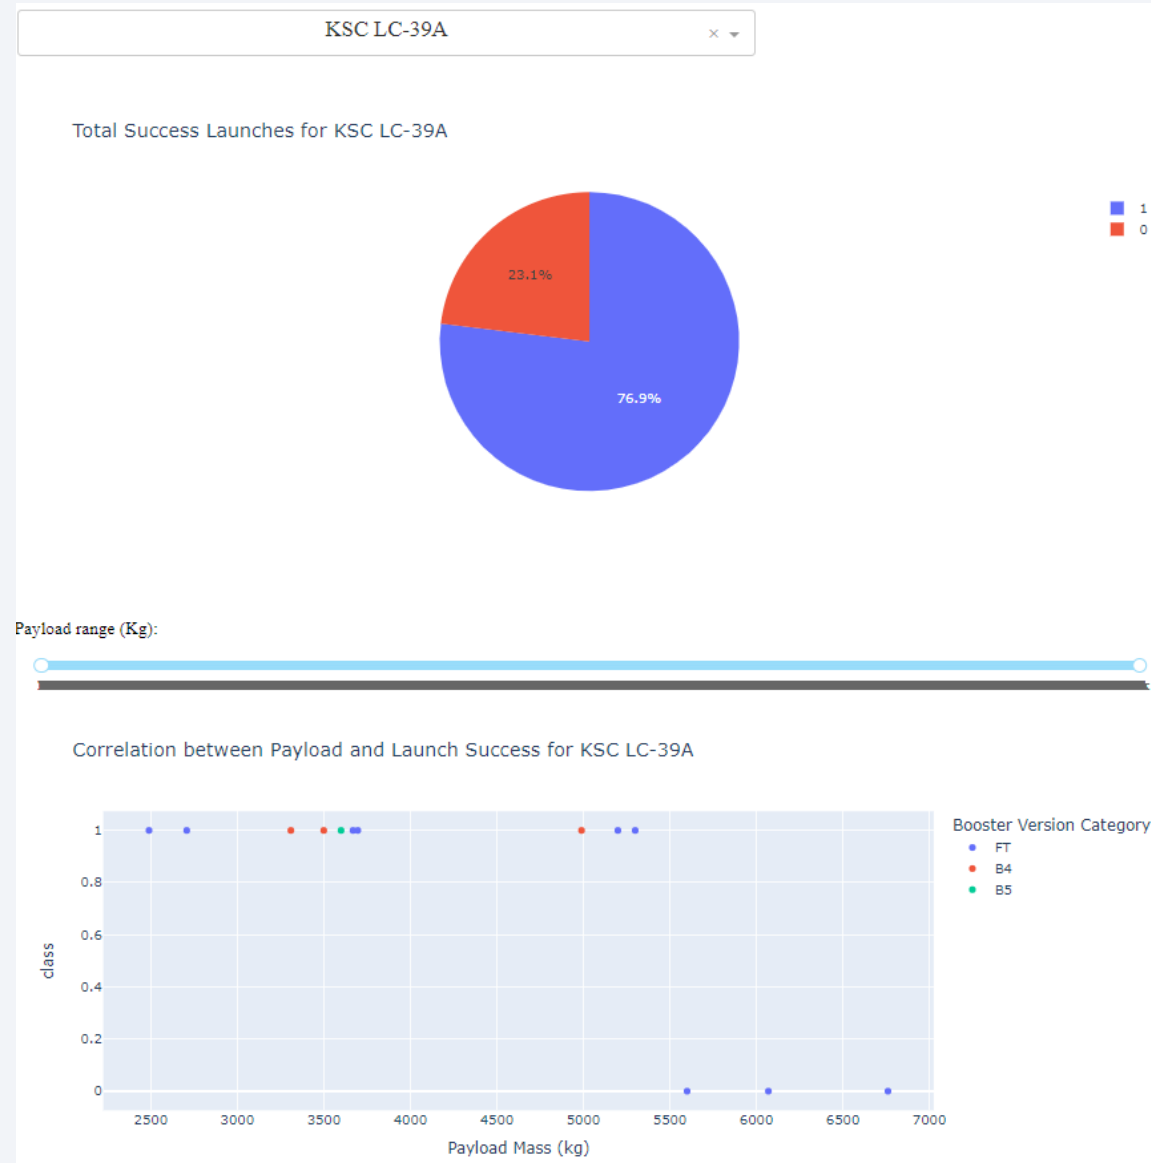 KSC LC-39A
×
Total Success Launches for KSC LC-39A
1
0
23.1%
76.9%
Payload range (Kg):
Correlation between Payload and Launch Success for KSC LC-39A
Booster Version Category
FT
B4
B5
class
1
0.8
0.6
0.4
0.2
0
2500 3000 3500 4000 4500 5000 5500 6000 6500 7000
Payload Mass (kg)